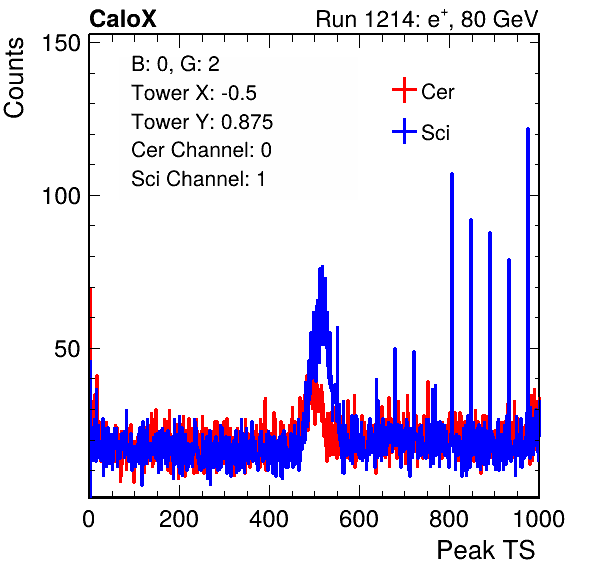 CaloX Run 1214: e⁺, 80 GeV
Counts
150
100
50
B: 0, G: 2
Tower X: -0.5
Tower Y: 0.875
Cer Channel: 0
Sci Channel: 1
Cer
Sci
0 200 400 600 800 1000
Peak TS